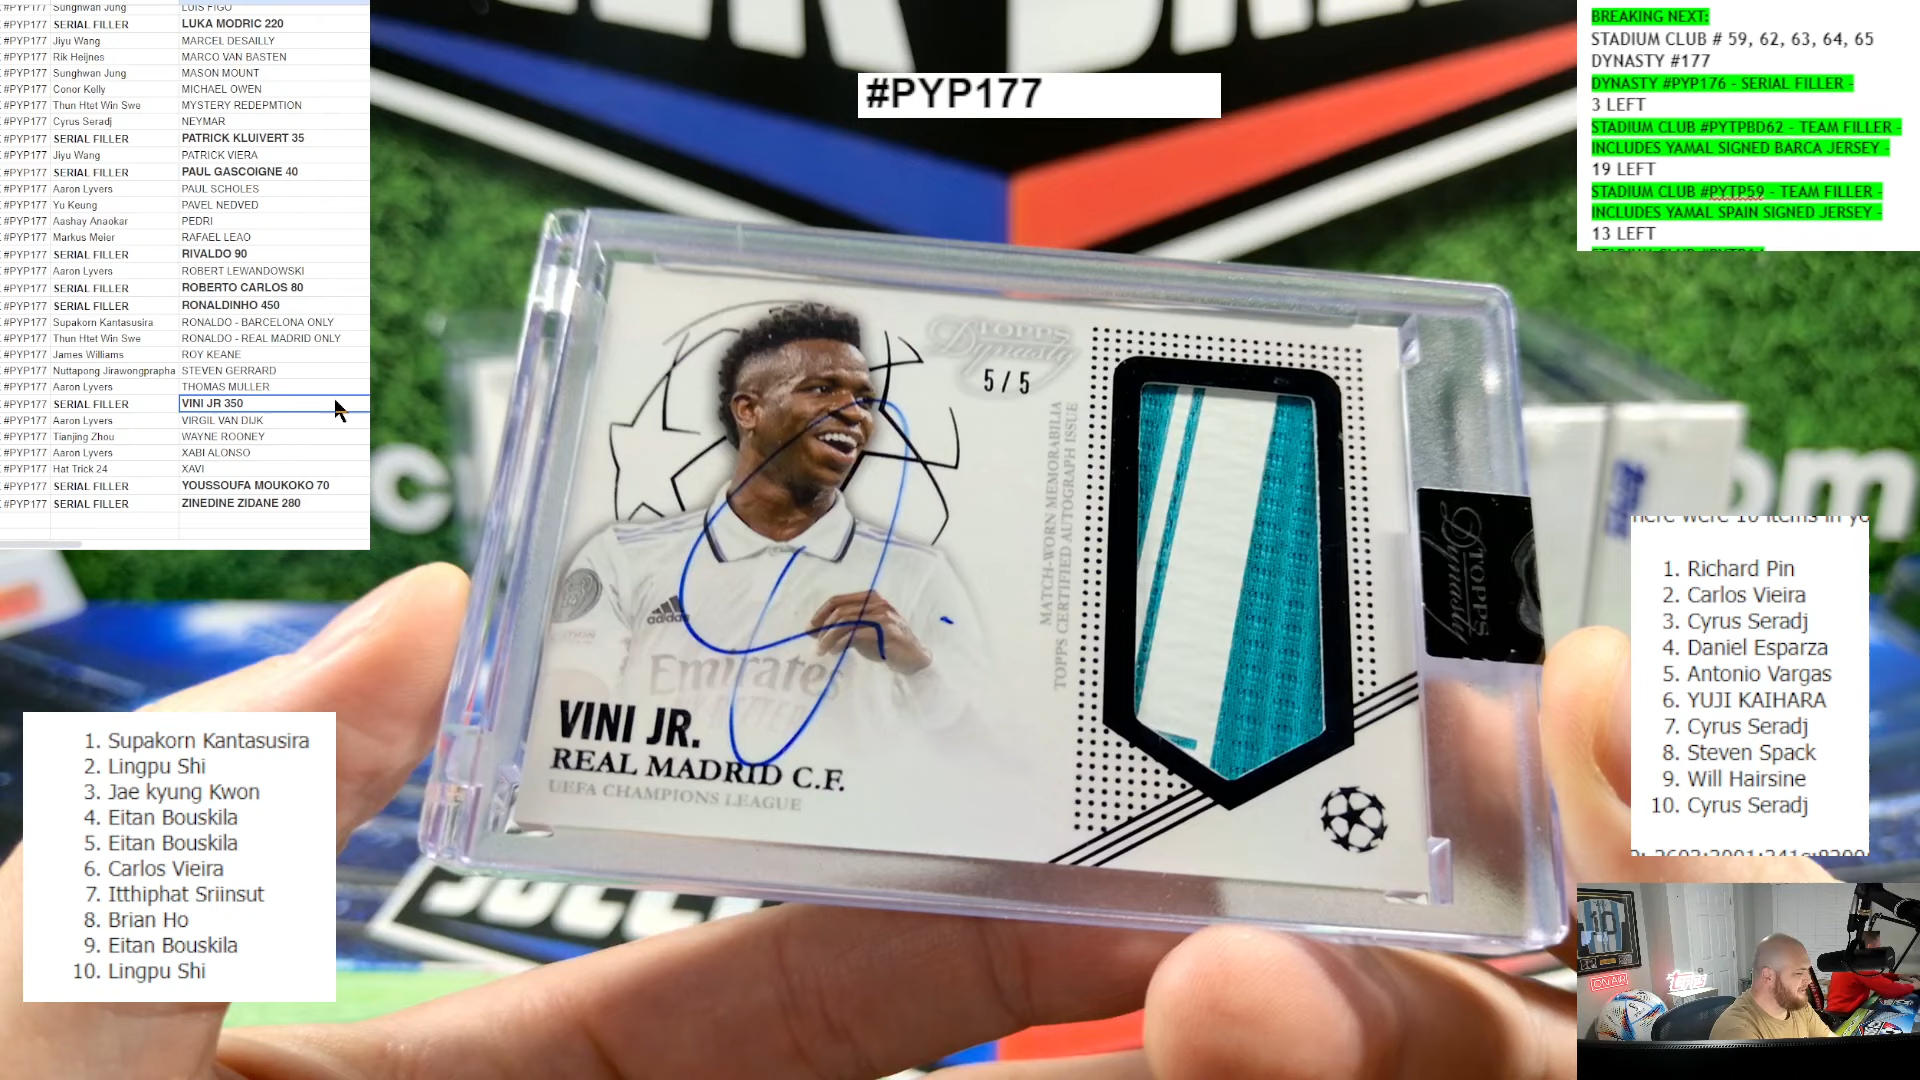 #PYP177 Sunghwan Jung LUIS FIGO
#PYP177 SERIAL FILLER LUKA MODRIC 220
#PYP177 Jiyu Wang MARCEL DESAILLY
#PYP177 Rik Heijnes MARCO VAN BASTEN
#PYP177 Sunghwan Jung MASON MOUNT
#PYP177 Conor Kelly MICHAEL OWEN
#PYP177 Thun Htet Win Swe MYSTERY REDEPMTION
#PYP177 Cyrus Seradj NEYMAR
#PYP177 SERIAL FILLER PATRICK KLUIVERT 35
#PYP177 Jiyu Wang PATRICK VIERA
#PYP177 SERIAL FILLER PAUL GASCOIGNE 40
#PYP177 Aaron Lyvers PAUL SCHOLES
#PYP177 Yu Keung PAVEL NEDVED
#PYP177 Aashay Anaokar PEDRI
#PYP177 Markus Meier RAFAEL LEAO
#PYP177 SERIAL FILLER RIVALDO 90
#PYP177 Aaron Lyvers ROBERT LEWANDOWSKI
#PYP177 SERIAL FILLER ROBERTO CARLOS 80
#PYP177 SERIAL FILLER RONALDINHO 450
#PYP177 Supakorn Kantasusira RONALDO - BARCELONA ONLY
#PYP177 Thun Htet Win Swe RONALDO - REAL MADRID ONLY
#PYP177 James Williams ROY KEANE
#PYP177 Nuttapong Jirawongprapha STEVEN GERRARD
#PYP177 Aaron Lyvers THOMAS MULLER
#PYP177 SERIAL FILLER VINI JR 350
#PYP177 Aaron Lyvers VIRGIL VAN DIJK
#PYP177 Tianjing Zhou WAYNE ROONEY
#PYP177 Aaron Lyvers XABI ALONSO
#PYP177 Hat Trick 24 XAVI
#PYP177 SERIAL FILLER YOUSSOUFA MOUKOKO 70
#PYP177 SERIAL FILLER ZINEDINE ZIDANE 280
#PYP177
BREAKING NEXT:
STADIUM CLUB # 59, 62, 63, 64, 65
DYNASTY #177
DYNASTY #PYP176 - SERIAL FILLER -
3 LEFT
STADIUM CLUB #PYTPBD62 - TEAM FILLER -
INCLUDES YAMAL SIGNED BARCA JERSEY -
19 LEFT
STADIUM CLUB #PYTP59 - TEAM FILLER -
INCLUDES YAMAL SPAIN SIGNED JERSEY -
13 LEFT
TOPPS
Dynasty
5 / 5
MATCH-WORN MEMORABILIA
TOPPS CERTIFIED AUTOGRAPH ISSUE
adidas
Emirates
VINI JR.
REAL MADRID C.F.
UEFA CHAMPIONS LEAGUE
TOPPS
Dynasty
1. Supakorn Kantasusira
2. Lingpu Shi
3. Jae kyung Kwon
4. Eitan Bouskila
5. Eitan Bouskila
6. Carlos Vieira
7. Itthiphat Sriinsut
8. Brian Ho
9. Eitan Bouskila
10. Lingpu Shi
1. Richard Pin
2. Carlos Vieira
3. Cyrus Seradj
4. Daniel Esparza
5. Antonio Vargas
6. YUJI KAIHARA
7. Cyrus Seradj
8. Steven Spack
9. Will Hairsine
10. Cyrus Seradj
ON AIR
topps